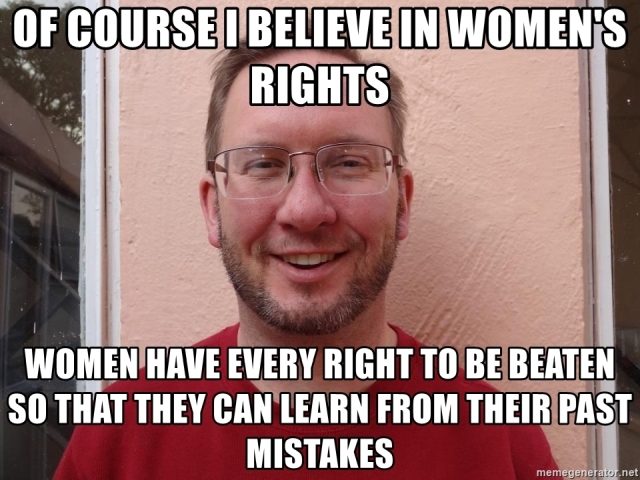 OF COURSE I BELIEVE IN WOMEN'S
RIGHTS
WOMEN HAVE EVERY RIGHT TO BE BEATEN
SO THAT THEY CAN LEARN FROM THEIR PAST
MISTAKES
memegenerator.net